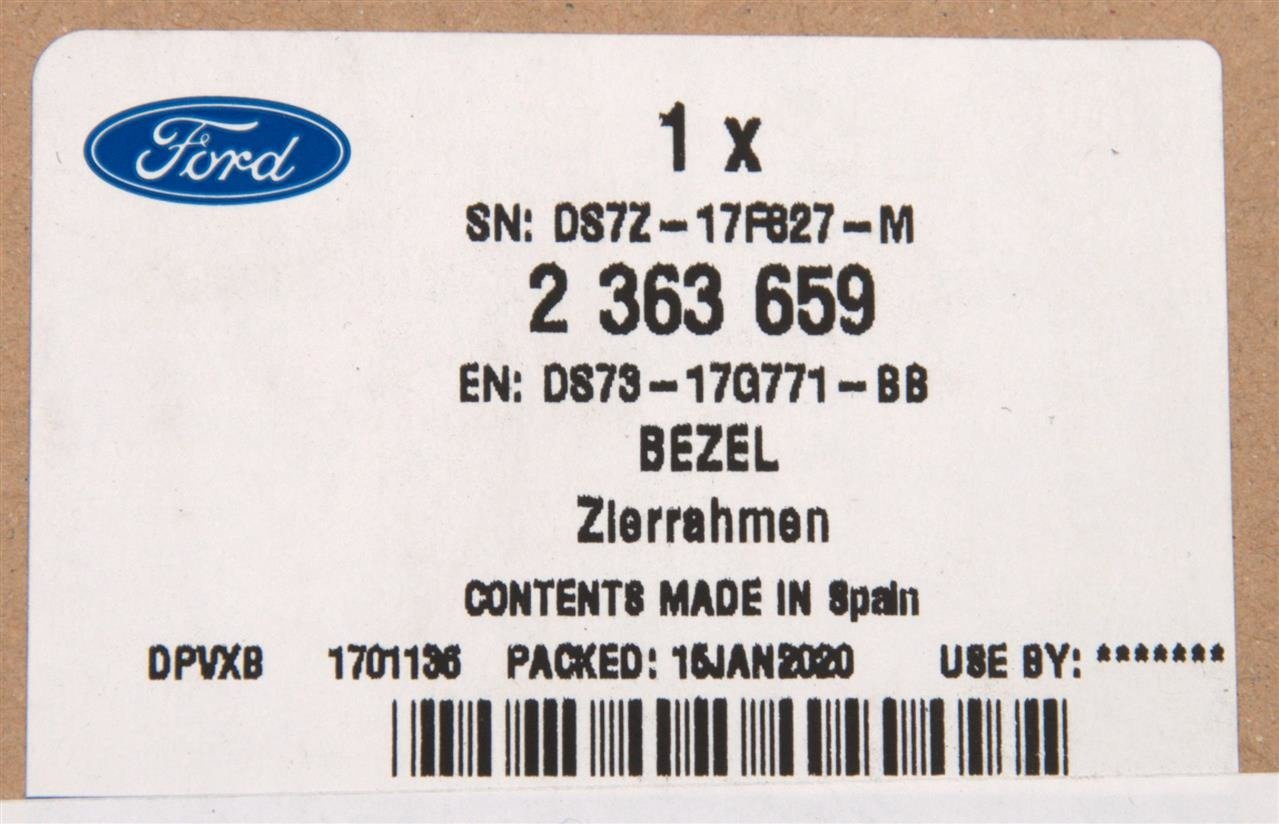 Ford
1 x
SN: DS7Z-17F827-M
2 363 659
EN: DS73-17G771-BB
BEZEL
Zierrahmen
CONTENTS MADE IN Spain
DPVXB 1701136 PACKED: 15JAN2020 USE BY: *******